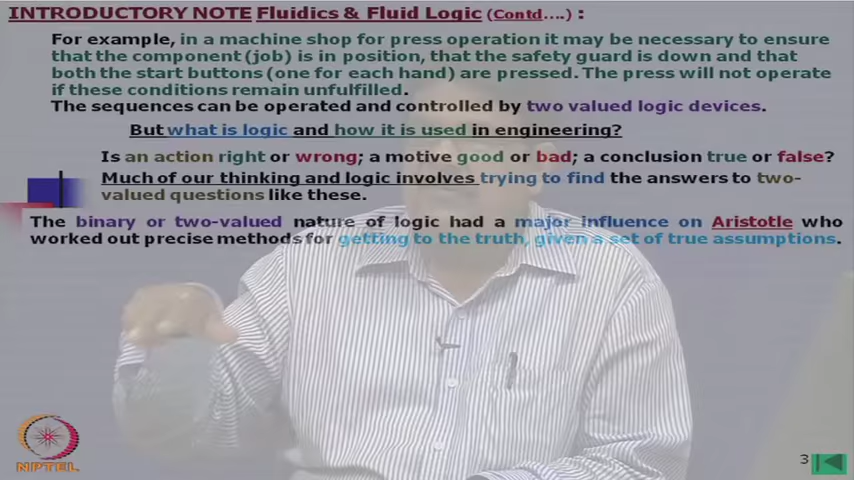 INTRODUCTORY NOTE Fluidics & Fluid Logic (Contd....) :
For example, in a machine shop for press operation it may be necessary to ensure
that the component (job) is in position, that the safety guard is down and that
both the start buttons (one for each hand) are pressed. The press will not operate
if these conditions remain unfulfilled.
The sequences can be operated and controlled by two valued logic devices.
But what is logic and how it is used in engineering?
Is an action right or wrong; a motive good or bad; a conclusion true or false?
Much of our thinking and logic involves trying to find the answers to two-
valued questions like these.
The binary or two-valued nature of logic had a major influence on Aristotle who
worked out precise methods for getting to the truth, given a set of true assumptions.
NPTEL
3